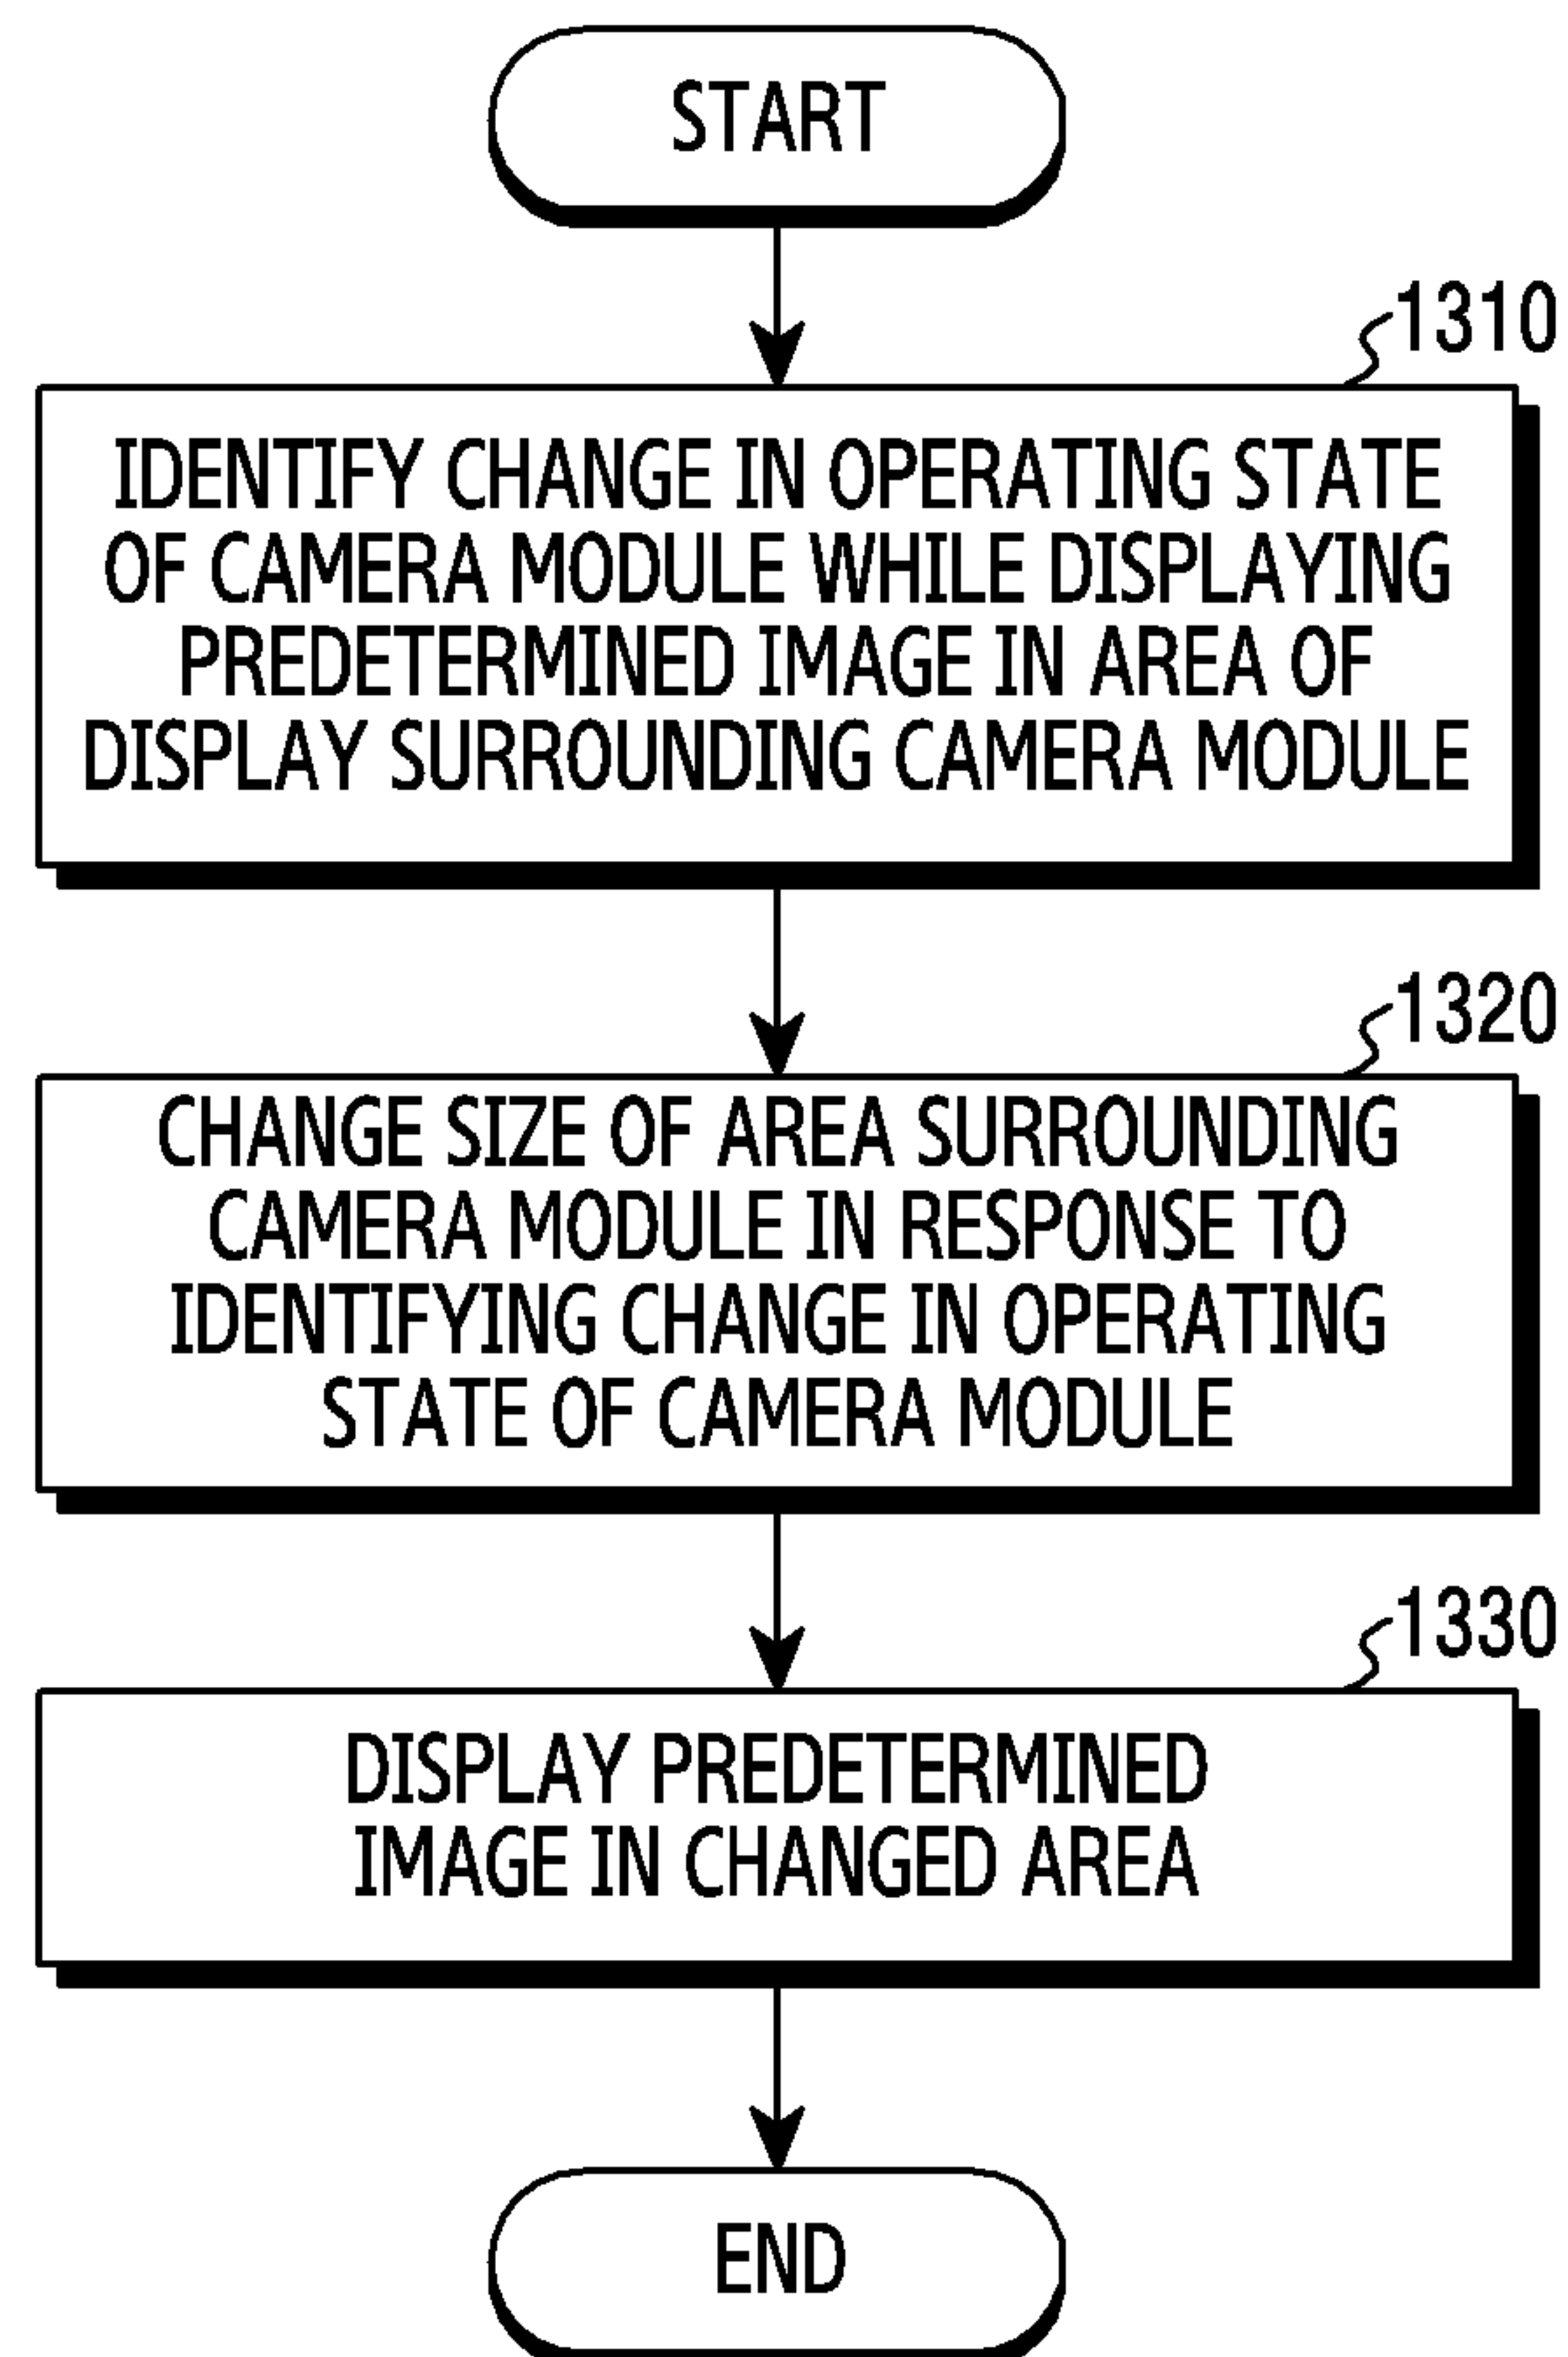 START
1310
IDENTIFY CHANGE IN OPERATING STATE
OF CAMERA MODULE WHILE DISPLAYING
PREDETERMINED IMAGE IN AREA OF
DISPLAY SURROUNDING CAMERA MODULE
1320
CHANGE SIZE OF AREA SURROUNDING
CAMERA MODULE IN RESPONSE TO
IDENTIFYING CHANGE IN OPERATING
STATE OF CAMERA MODULE
1330
DISPLAY PREDETERMINED
IMAGE IN CHANGED AREA
END